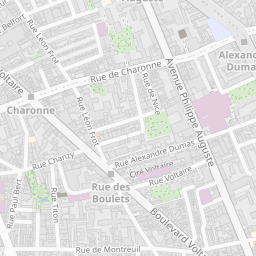 Auguste
Belfort
Rue Léon Frot
Rue de Charonne
Voltaire
Alexandre
Dumas
Avenue Philippe Auguste
Rue de Nice
Charonne
Rue Léon Frot
Rue Alexandre Dumas
Rue Chanzy
Cité Voltaire
Rue Voltaire
Rue des
Boulets
Rue Paul Bert
Rue Titon
Boulevard Voltaire
Rue de Montreuil